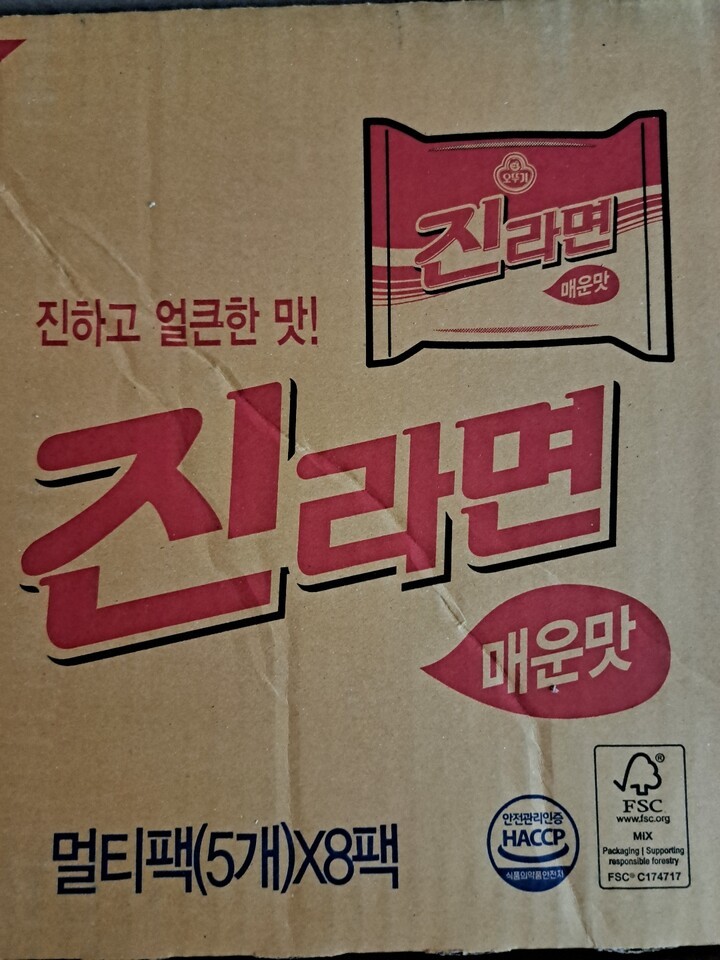 오뚜기
진라면
매운맛
진하고 얼큰한 맛!
진라면
매운맛
멀티팩(5개)X8팩
안전관리인증
HACCP
식품의약품안전처
®
FSC
www.fsc.org
MIX
Packaging | Supporting
responsible forestry
FSC® C174717